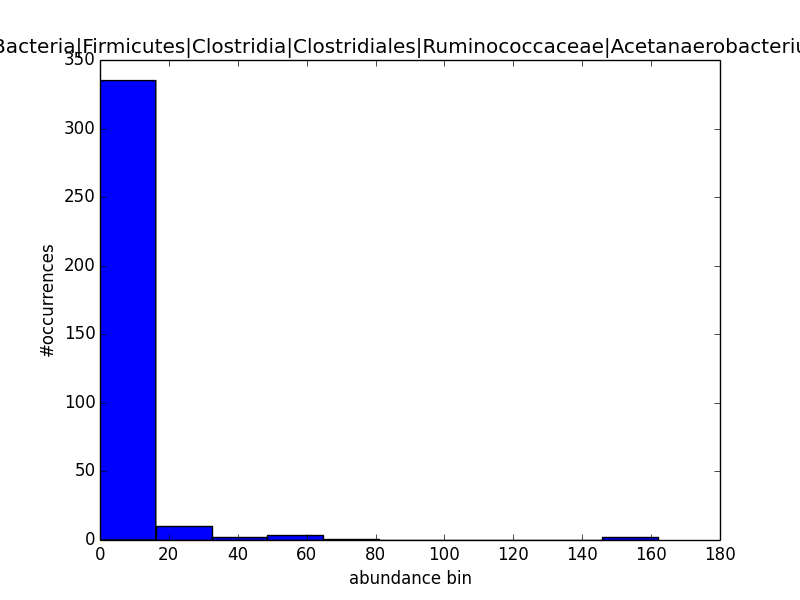 Bacteria|Firmicutes|Clostridia|Clostridiales|Ruminococcaceae|Acetanaerobacteriu
350
300
250
200
150
100
50
0
#occurrences
0 20 40 60 80 100 120 140 160 180
abundance bin